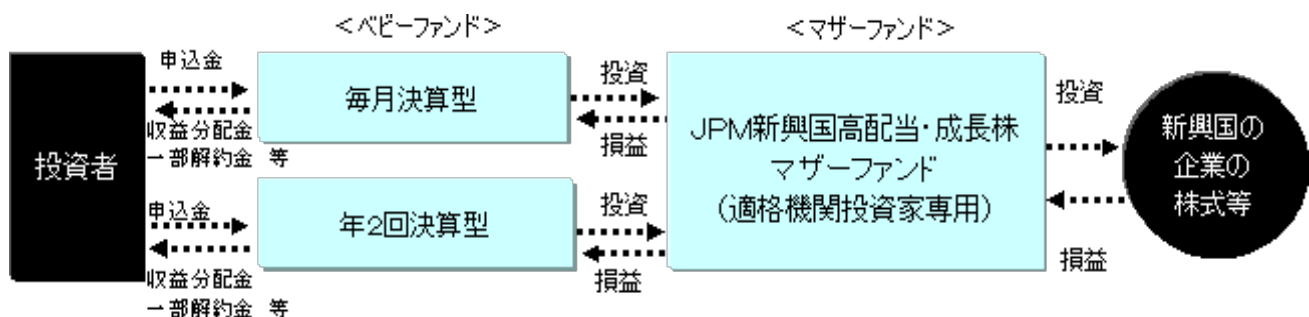 <ベビーファンド>
<マザーファンド>
投資者
申込金
収益分配金
一部解約金 等
毎月決算型
投資
損益
申込金
収益分配金
一部解約金 等
年2回決算型
投資
損益
JPM新興国高配当・成長株
マザーファンド
(適格機関投資家専用)
投資
損益
新興国の
企業の
株式等